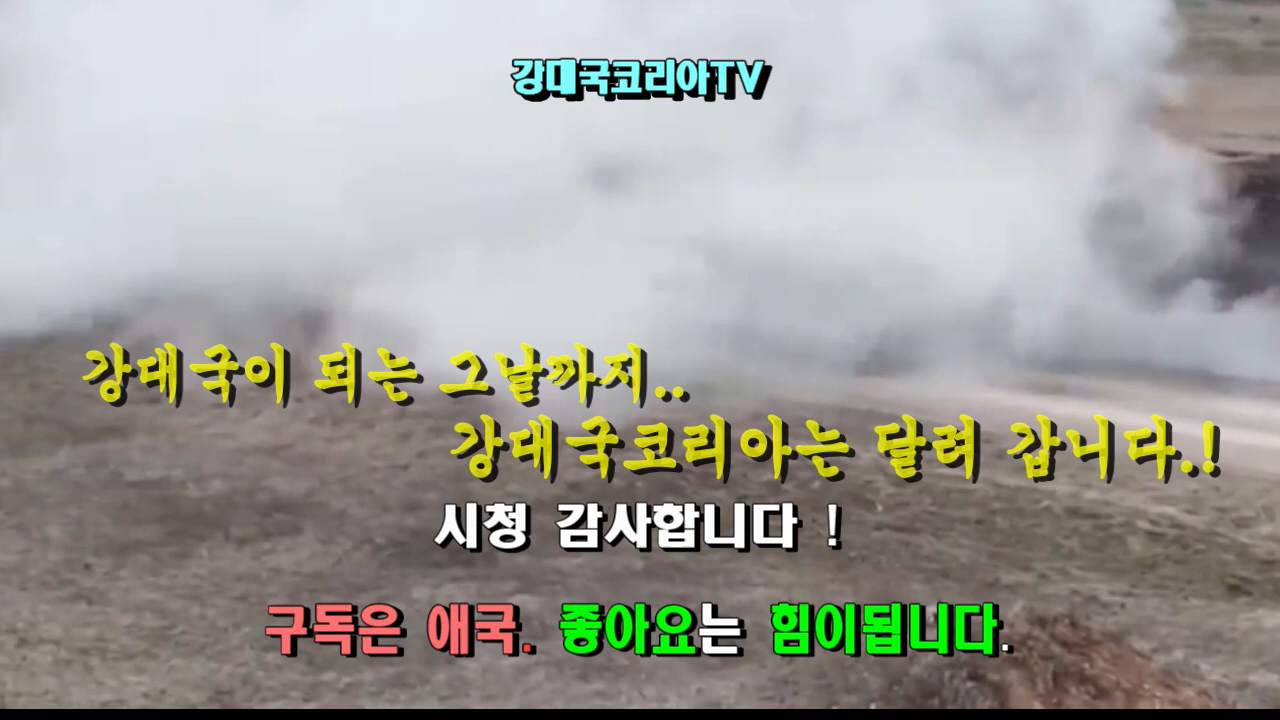 강대국코리아TV
강대국이 되는 그날까지..
강대국코리아는 달려 갑니다.!
시청 감사합니다 !
구독은 애국. 좋아요는 힘이됩니다.